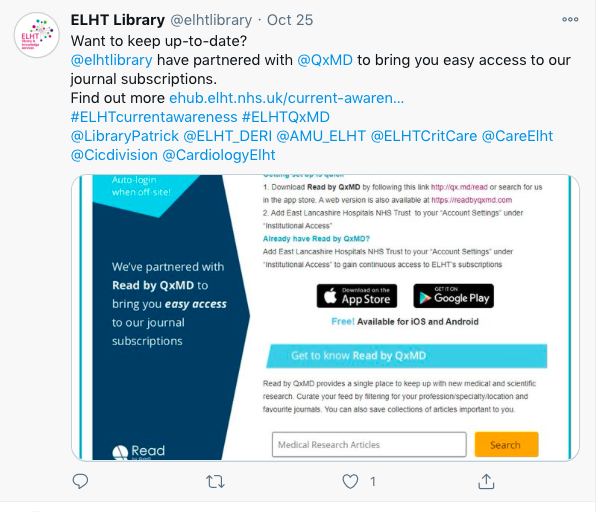 ELHT Library @elhtlibrary · Oct 25
Want to keep up-to-date?
@elhtlibrary have partnered with @QxMD to bring you easy access to our
journal subscriptions.
Find out more ehub.elht.nhs.uk/current-awaren...
#ELHTcurrentawareness #ELHTQxMD
@LibraryPatrick @ELHT_DERI @AMU_ELHT @ELHTCritCare @CareElht
@Cicdivision @CardiologyElht
ELHT
Auto-login
when off-site!
We've partnered with
Read by QxMD to
bring you easy access
to our journal
subscriptions
Read
Getting set up is quick
1. Download Read by QxMD by following this link http://qx.md/read or search for us
in the app store. A web version is also available at https://readbyqxmd.com
2. Add East Lancashire Hospitals NHS Trust to your "Account Settings" under
"Institutional Access"
Already have Read by QxMD?
Add East Lancashire Hospitals NHS Trust to your "Account Settings" under
"Institutional Access" to gain continuous access to ELHT's subscriptions
Download on the
App Store
GET IT ON
Google Play
Free! Available for iOS and Android
Get to know Read by QxMD
Read by QxMD provides a single place to keep up with new medical and scientific
research. Curate your feed by filtering for your profession/specialty/location and
favourite journals. You can also save collections of articles important to you.
Medical Research Articles
Search
1